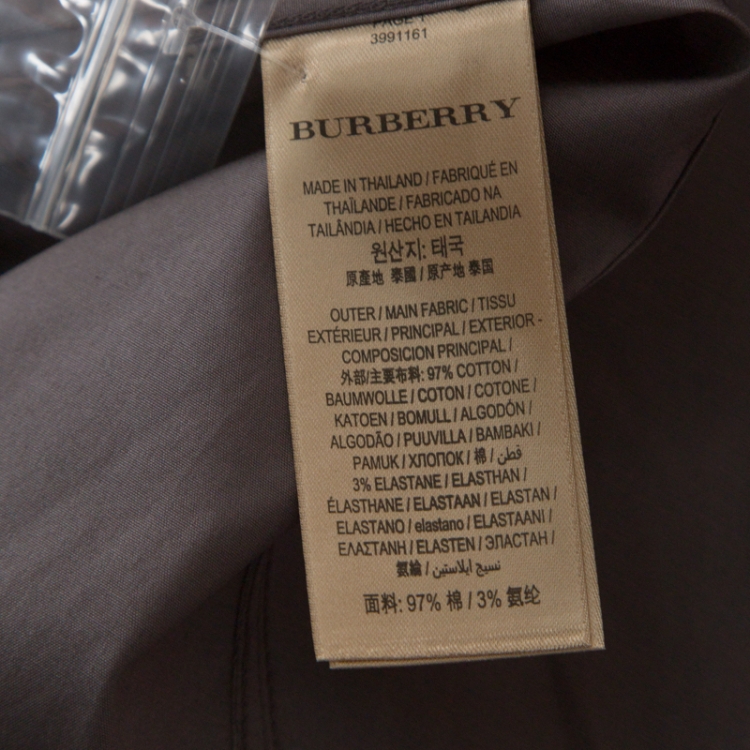 PAGE 1
3991161
BURBERRY
MADE IN THAILAND / FABRIQUÉ EN
THAÏLANDE / FABRICADO NA
TAILÂNDIA / HECHO EN TAILANDIA
원산지: 태국
原產地 泰國 / 原产地 泰国
OUTER / MAIN FABRIC / TISSU
EXTÉRIEUR / PRINCIPAL / EXTERIOR -
COMPOSICION PRINCIPAL /
外部/主要布料: 97% COTTON /
BAUMWOLLE / COTON / COTONE /
KATOEN / BOMULL / ALGODÓN /
ALGODÃO / PUUVILLA / BAMBAKI /
PAMUK / ХЛОПОК / 棉 / قطن
3% ELASTANE / ELASTHAN /
ÉLASTHANE / ELASTAAN / ELASTAN /
ELASTANO / elastano / ELASTAANI /
ΕΛΑΣΤΑΝΗ / ELASTEN / ЭЛАСТАН /
氨綸 / نسيج ايلاستين
面料: 97% 棉 / 3% 氨纶